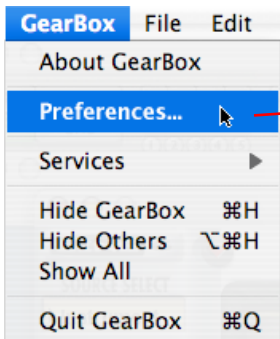 GearBox File Edit
About GearBox
Preferences...
Services
Hide GearBox ⌘H
Hide Others ⌥⌘H
Show All
Quit GearBox ⌘Q